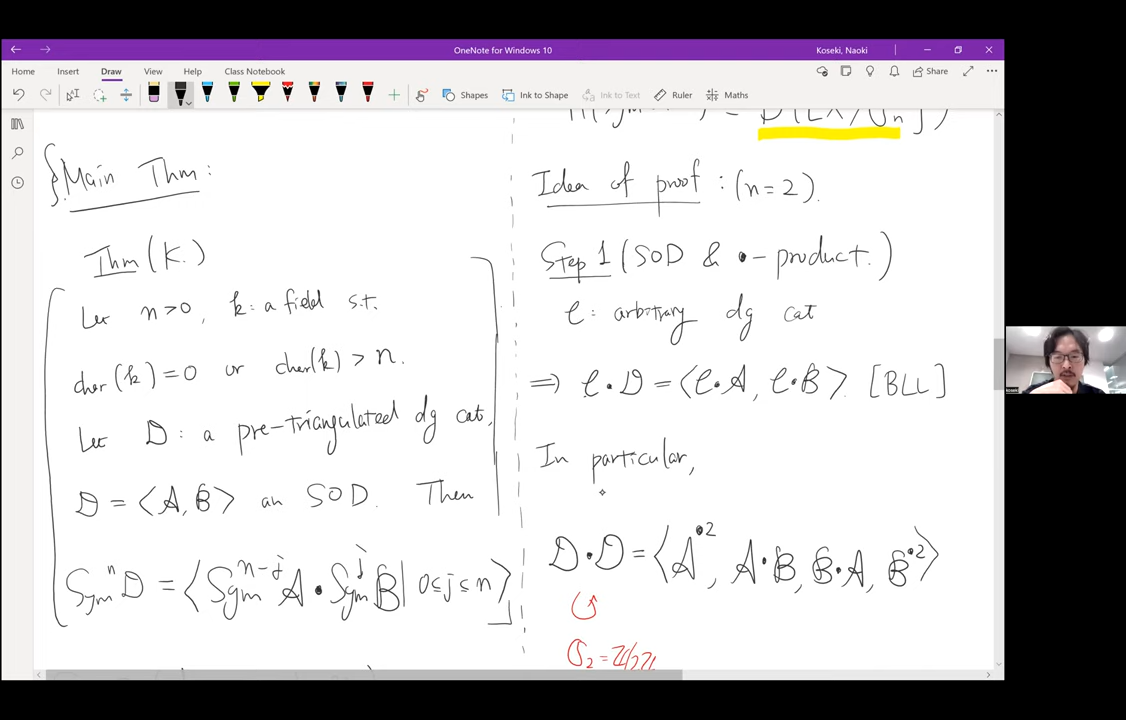 OneNote for Windows 10
Koseki, Naoki
Home Insert Draw View Help Class Notebook
Share
Shapes Ink to Shape Ink to Text Ruler Maths
§ Main Thm:
Thm (K.)
Let n>0, k: a field s.t.
char(k)=0 or char(k)>n.
Let D: a pre-triangulated dg cat,
D = ⟨A, B⟩ an SOD. Then
Sym^n D = ⟨Sym^{n-j} A • Sym^j B | 0≤j≤n⟩
Idea of proof : (n=2).
Step 1 (SOD & •-product.)
C: arbitrary dg cat
⇒ C•D = ⟨C•A, C•B⟩. [BLL]
In particular,
D•D = ⟨A^{•2}, A•B, B•A, B^{•2}⟩
σ_2 = Z/2Z
koseki